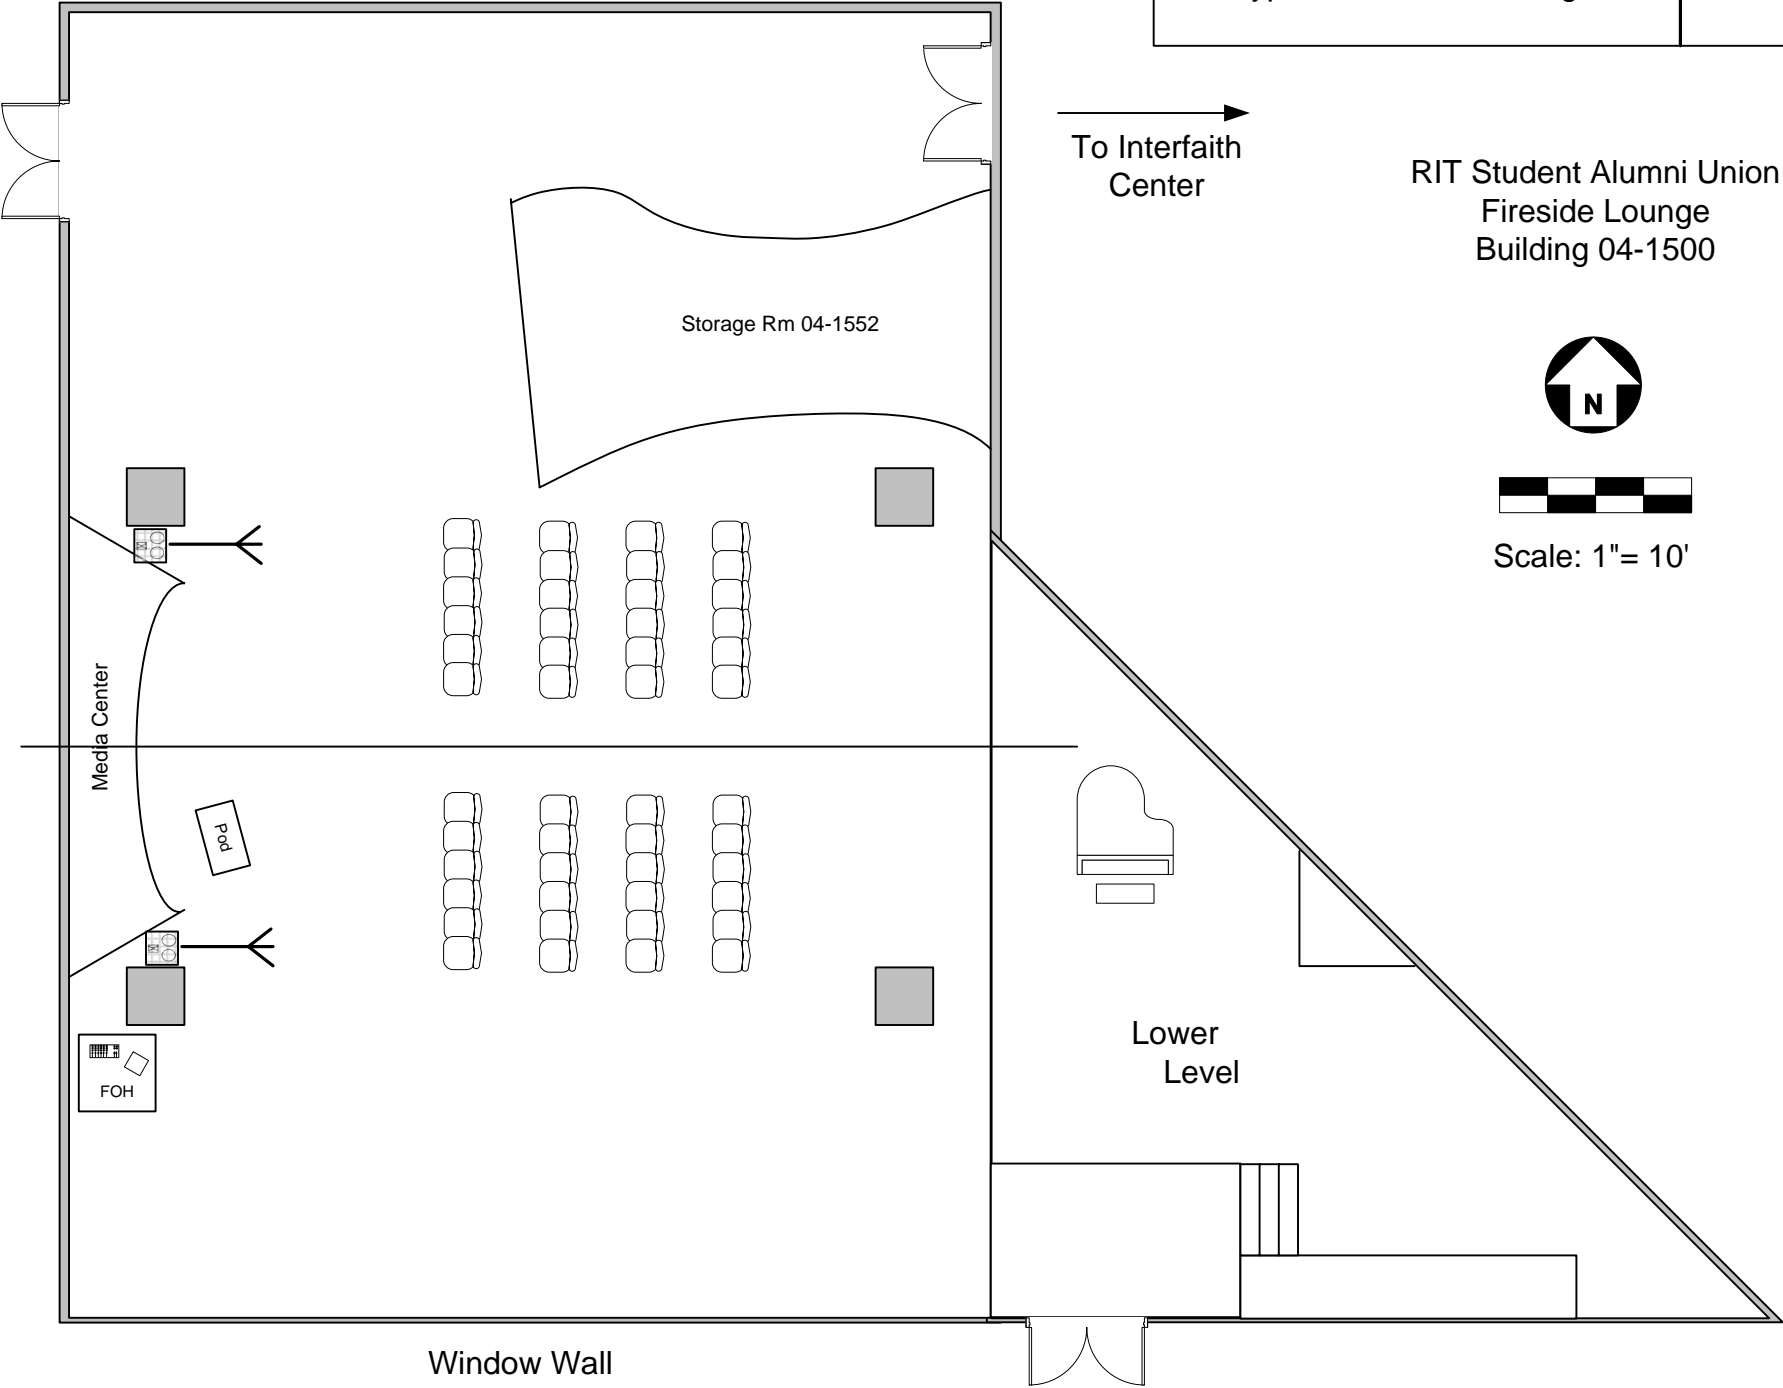 To Interfaith
Center
RIT Student Alumni Union
Fireside Lounge
Building 04-1500
Storage Rm 04-1552
N
Scale: 1"= 10'
Media Center
Pod
FOH
Lower
Level
Window Wall